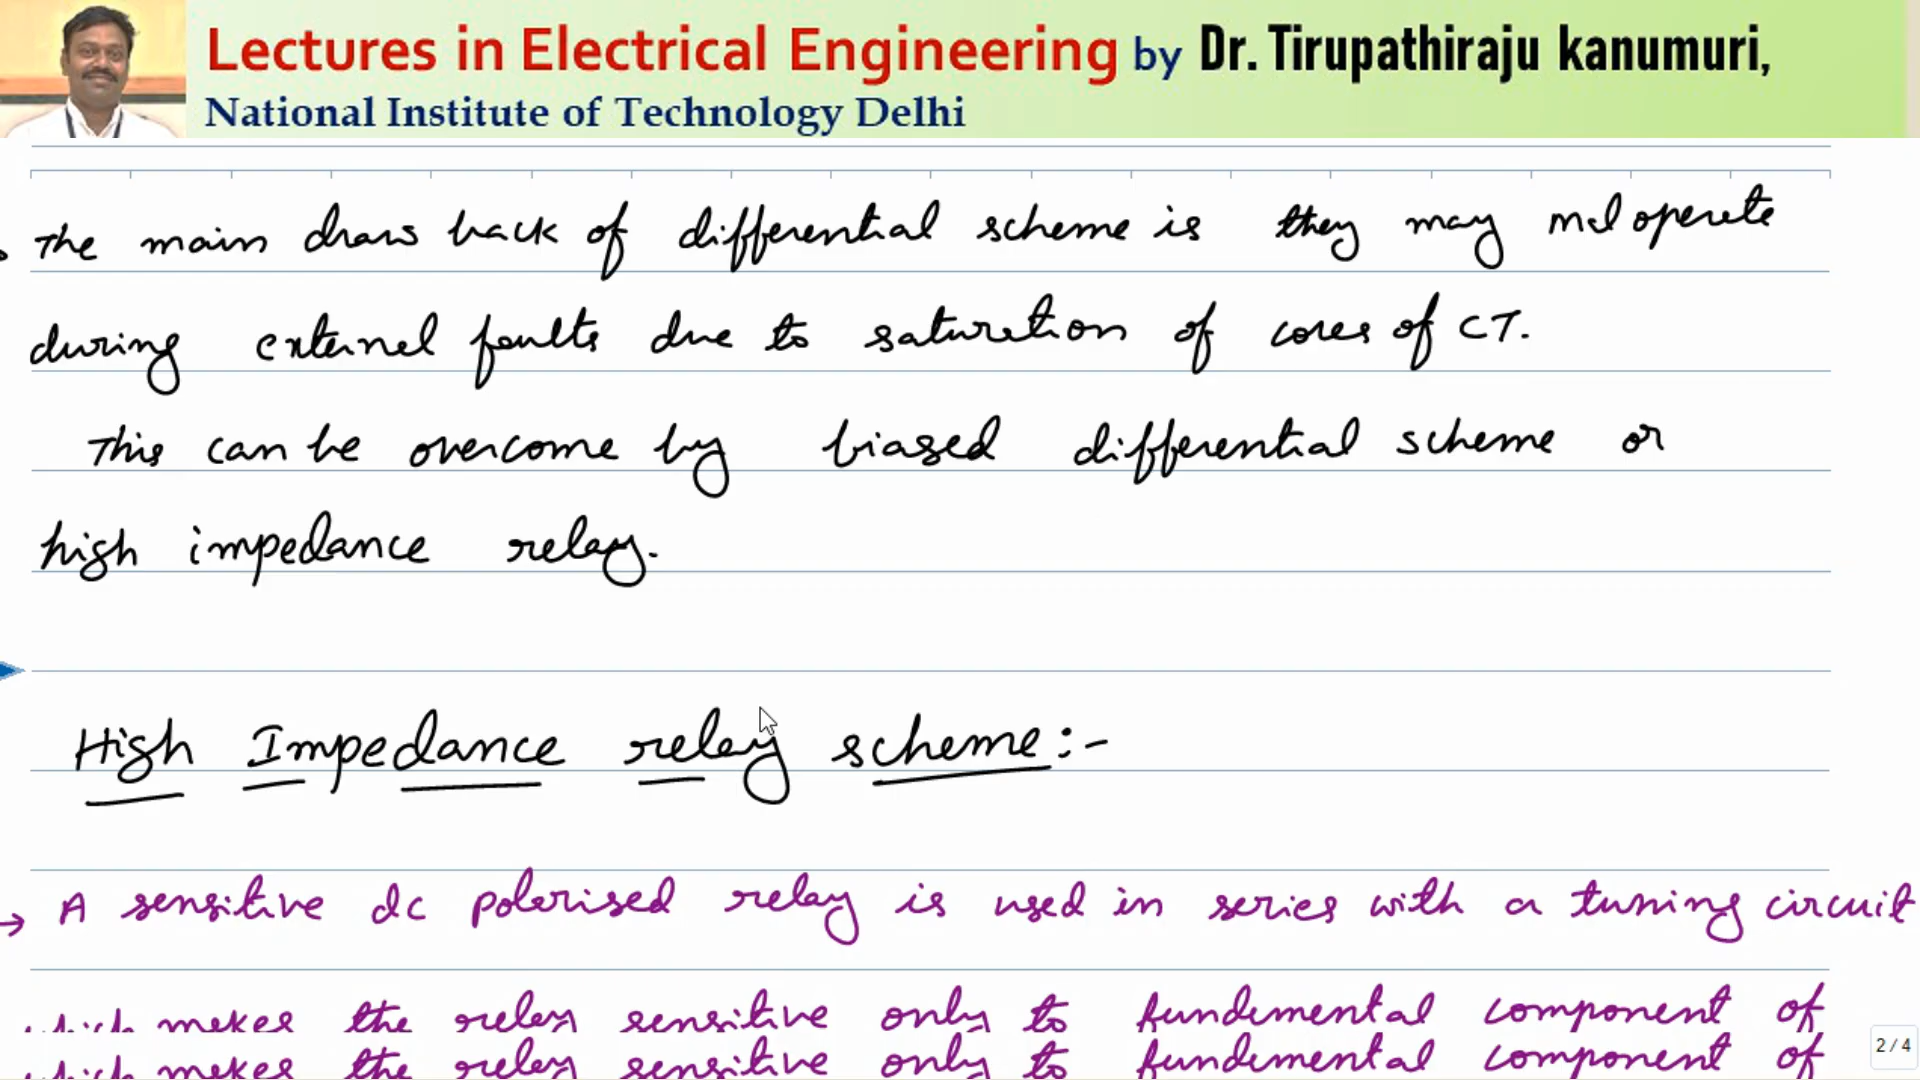 Lectures in Electrical Engineering by Dr. Tirupathiraju kanumuri,
National Institute of Technology Delhi
The main draw back of differential scheme is they may maloperate
during external faults due to saturation of cores of CT.
This can be overcome by biased differential scheme or
high impedance relay.
High Impedance relay scheme:-
→ A sensitive dc polarised relay is used in series with a tuning circuit
which makes the relay sensitive only to fundamental component of
which makes the relay sensitive only to fundamental component of
2 / 4